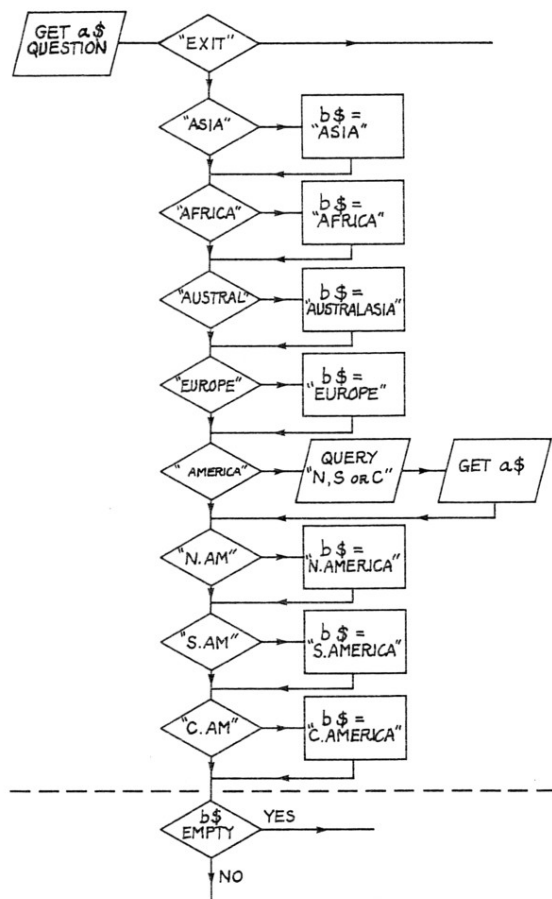 GET a$
QUESTION
"EXIT"
"ASIA"
b$ =
"ASIA"
"AFRICA"
b$ =
"AFRICA"
"AUSTRAL"
b$ =
"AUSTRALASIA"
"EUROPE"
b$ =
"EUROPE"
"AMERICA"
QUERY
"N,S OR C"
GET a$
"N.AM"
b$ =
"N.AMERICA"
"S.AM"
b$ =
"S.AMERICA"
"C.AM"
b$ =
"C.AMERICA"
b$
EMPTY
YES
NO